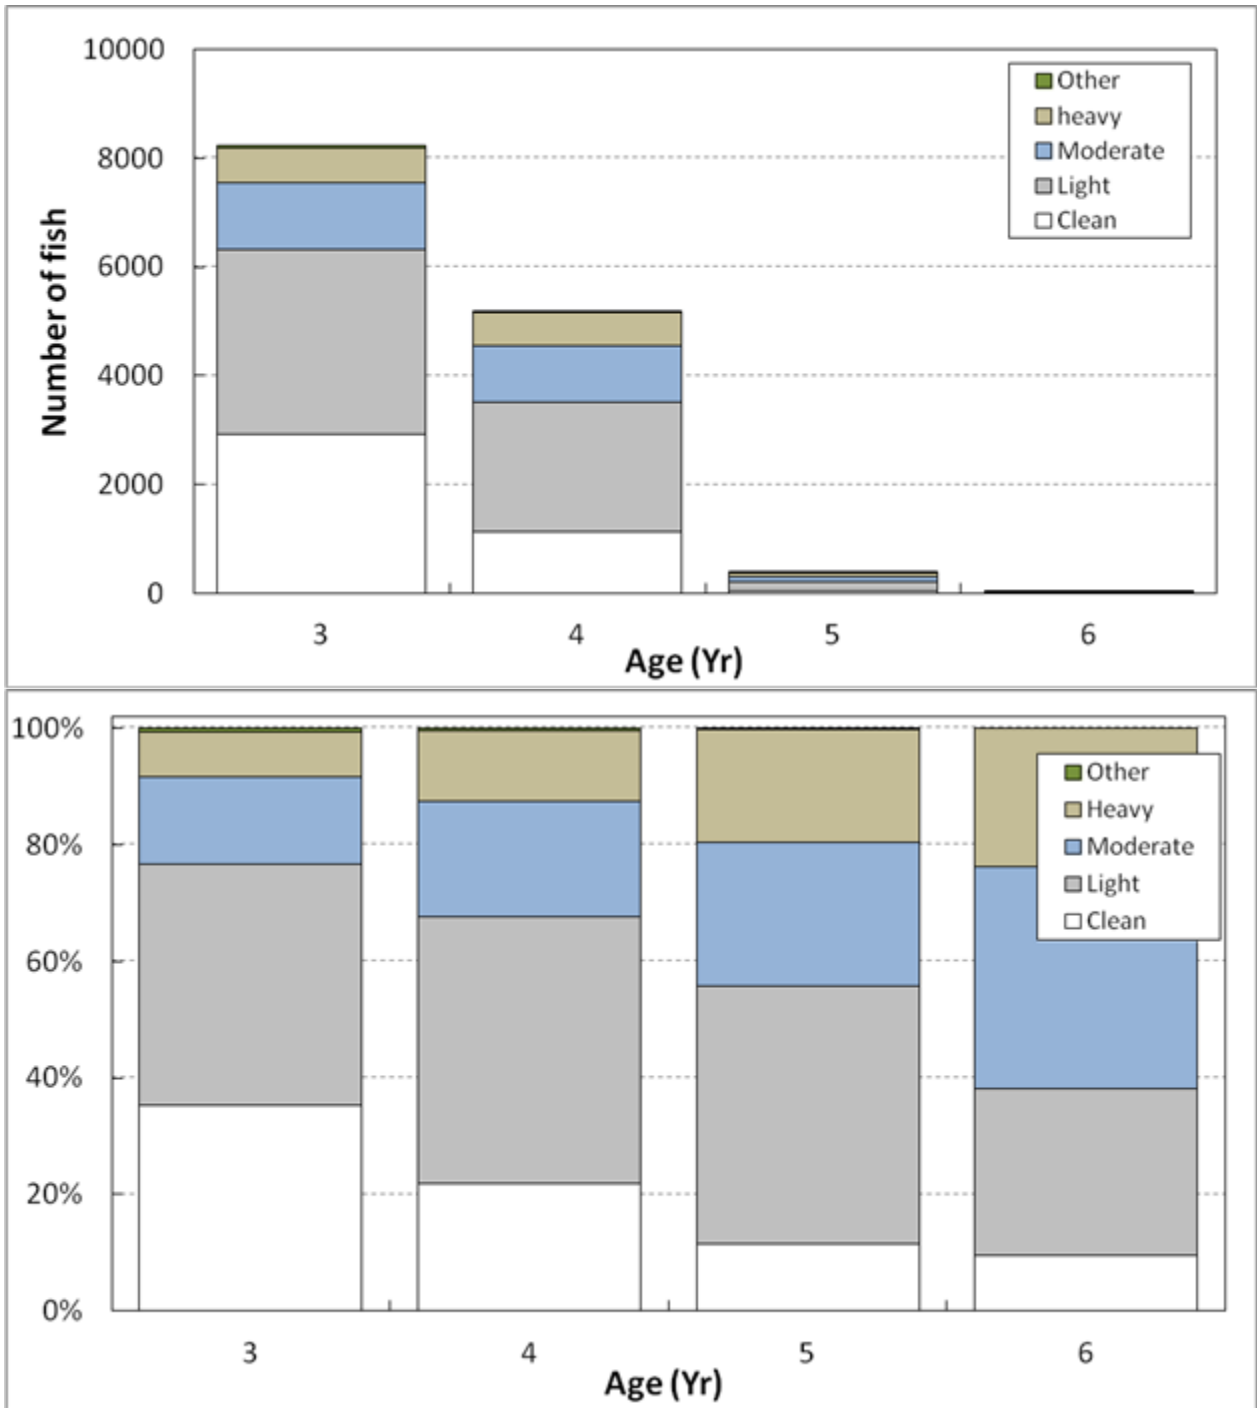 10000
8000
6000
4000
2000
0
Number of fish
Other
heavy
Moderate
Light
Clean
3 4 5 6
Age (Yr)
100%
80%
60%
40%
20%
0%
Other
Heavy
Moderate
Light
Clean
3 4 5 6
Age (Yr)